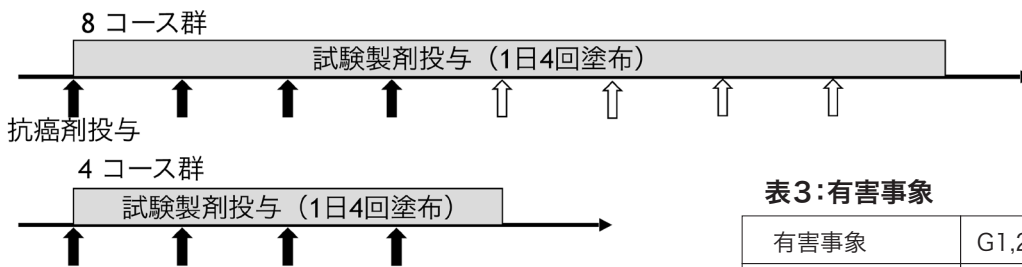 8 コース群
試験製剤投与（1日4回塗布）
抗癌剤投与
4 コース群
試験製剤投与（1日4回塗布）
表3:有害事象
有害事象 G1,2